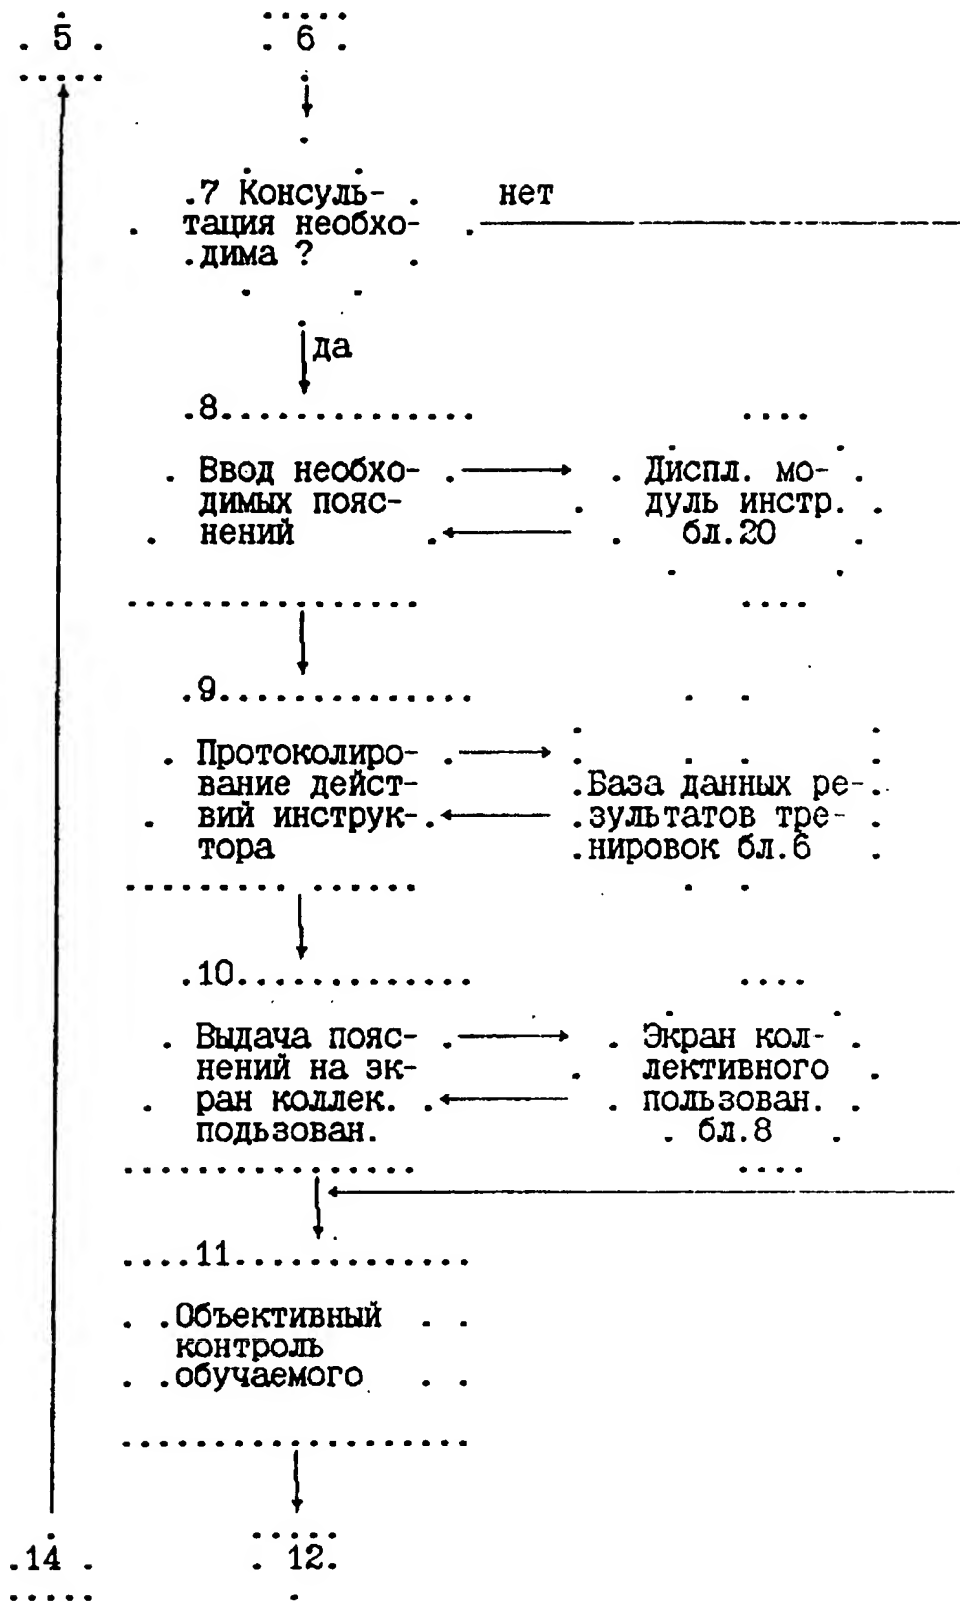 5
6
7 Консуль-
тация необхо-
дима ?
нет
да
8
Ввод необхо-
димых пояс-
нений
Диспл. мо-
дуль инстр.
бл.20
9
Протоколиро-
вание дейст-
вий инструк-
тора
База данных ре-
зультатов тре-
нировок бл.6
10
Выдача пояс-
нений на эк-
ран коллек.
подьзован.
Экран кол-
лективного
пользован.
бл.8
11
Объективный
контроль
обучаемого
14
12